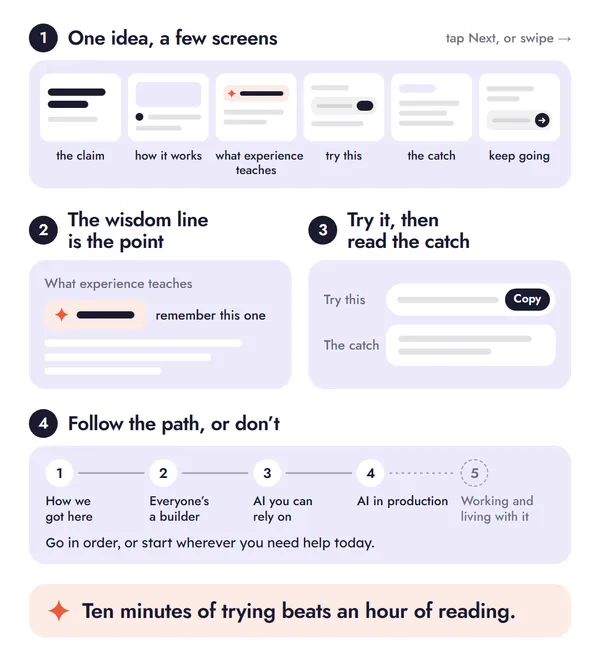 1 One idea, a few screens
tap Next, or swipe →
the claim
how it works
what experience
teaches
try this
the catch
keep going
2 The wisdom line
is the point
What experience teaches
remember this one
3 Try it, then
read the catch
Try this
Copy
The catch
4 Follow the path, or don’t
1
2
3
4
5
How we
got here
Everyone’s
a builder
AI you can
rely on
AI in production
Working and
living with it
Go in order, or start wherever you need help today.
Ten minutes of trying beats an hour of reading.